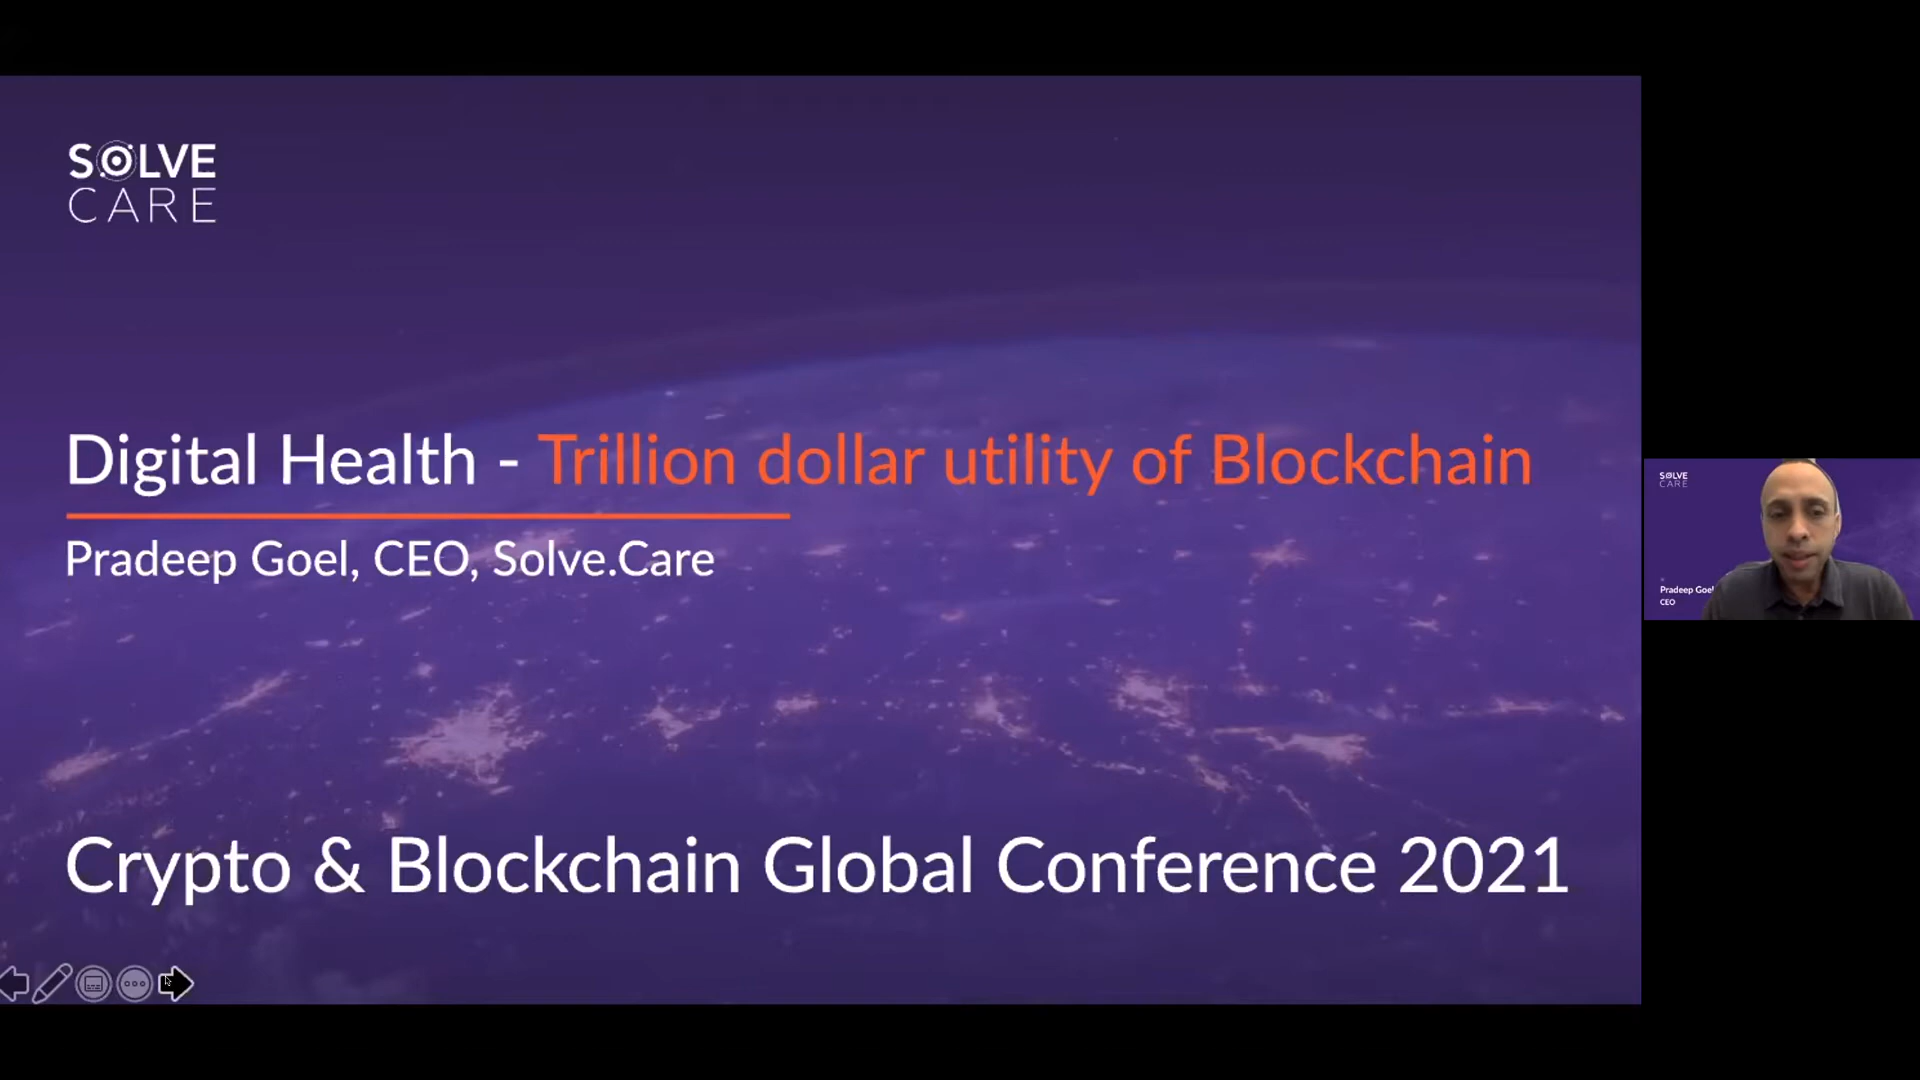 SOLVE
CARE
Digital Health - Trillion dollar utility of Blockchain
Pradeep Goel, CEO, Solve.Care
Crypto & Blockchain Global Conference 2021
SOLVE
CARE
Pradeep Goel
CEO